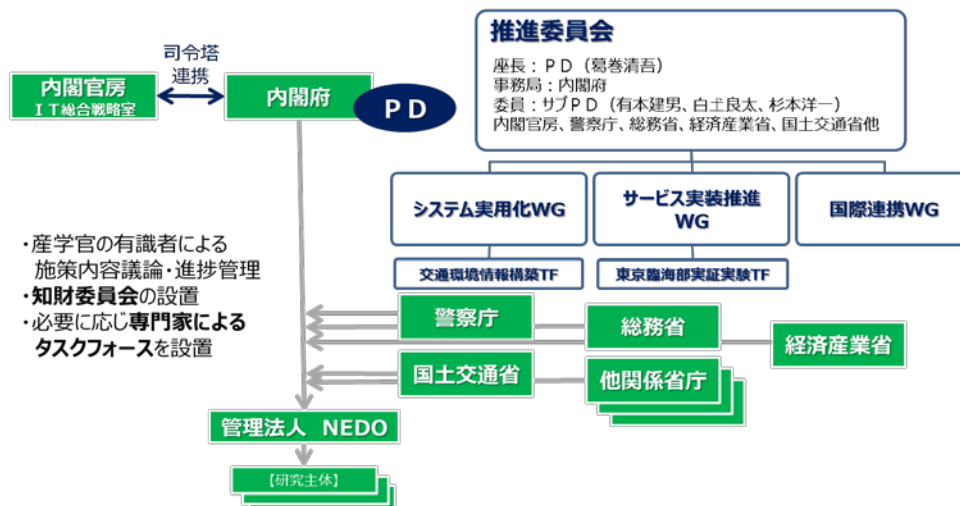 推進委員会
座長：ＰＤ（葛巻清吾）
事務局：内閣府
委員：サブＰＤ（有本建男、白土良太、杉本洋一）
内閣官房、警察庁、総務省、経済産業省、国土交通省他
司令塔
連携
内閣官房
ＩＴ総合戦略室
内閣府
ＰＤ
システム実用化WG
サービス実装推進
WG
国際連携WG
交通環境情報構築TF
東京臨海部実証実験TF
・産学官の有識者による
施策内容議論・進捗管理
・知財委員会の設置
・必要に応じ専門家による
タスクフォースを設置
警察庁
総務省
経済産業省
国土交通省
他関係省庁
管理法人 NEDO
【研究主体】